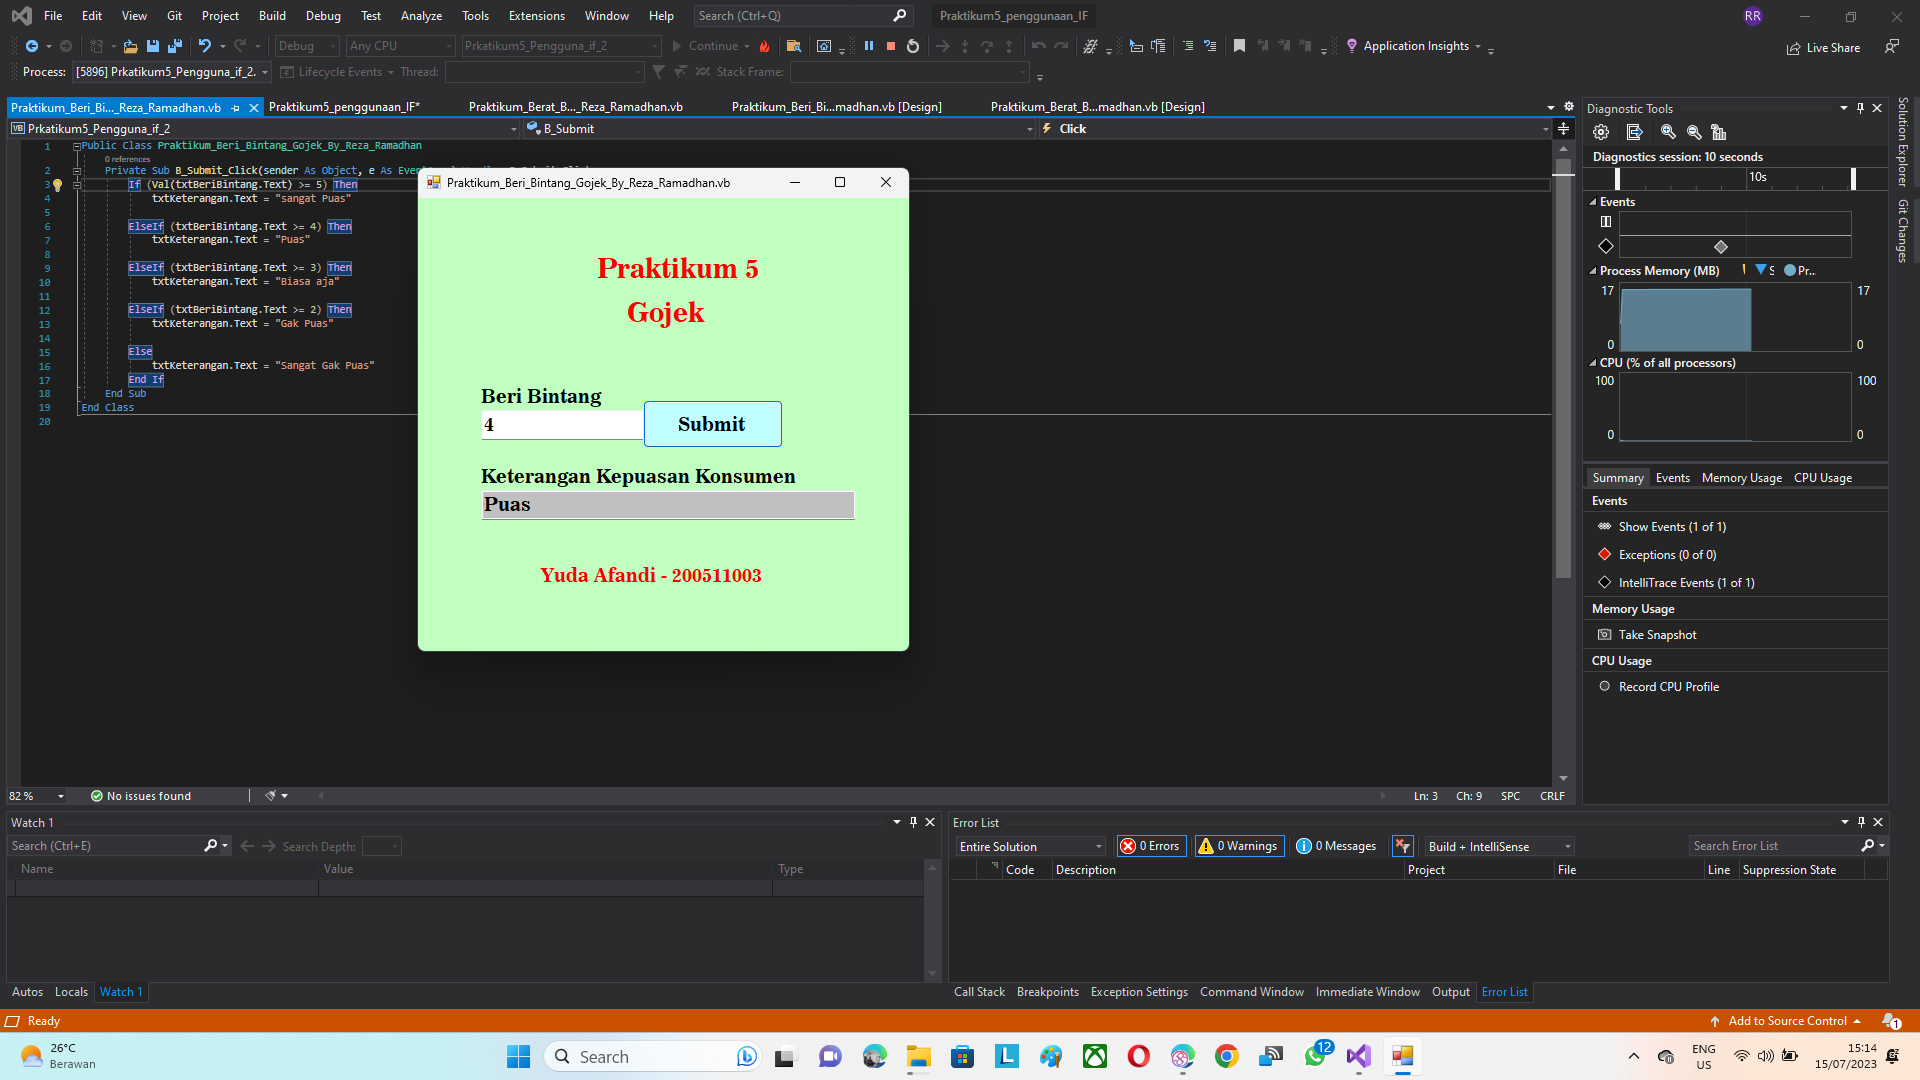 File Edit View Git Project Build Debug Test Analyze Tools Extensions Window Help Search (Ctrl+Q) Praktikum5_penggunaan_IF RR
Debug Any CPU Prkatikum5_Pengguna_if_2 Continue Application Insights Live Share
Process: [5896] Prkatikum5_Pengguna_if_2. Lifecycle Events Thread: Stack Frame:
Praktikum_Beri_Bi..._Reza_Ramadhan.vb Praktikum5_penggunaan_IF* Praktikum_Berat_B..._Reza_Ramadhan.vb Praktikum_Beri_Bi...madhan.vb [Design] Praktikum_Berat_B...madhan.vb [Design]
VB Prkatikum5_Pengguna_if_2 B_Submit Click
1 Public Class Praktikum_Beri_Bintang_Gojek_By_Reza_Ramadhan
0 references
2 Private Sub B_Submit_Click(sender As Object, e As Even
3 If (Val(txtBeriBintang.Text) >= 5) Then
4 txtKeterangan.Text = "sangat Puas"
5
6 ElseIf (txtBeriBintang.Text >= 4) Then
7 txtKeterangan.Text = "Puas"
8
9 ElseIf (txtBeriBintang.Text >= 3) Then
10 txtKeterangan.Text = "Biasa aja"
11
12 ElseIf (txtBeriBintang.Text >= 2) Then
13 txtKeterangan.Text = "Gak Puas"
14
15 Else
16 txtKeterangan.Text = "Sangat Gak Puas"
17 End If
18 End Sub
19 End Class
20
Praktikum_Beri_Bintang_Gojek_By_Reza_Ramadhan.vb
Praktikum 5
Gojek
Beri Bintang
4 Submit
Keterangan Kepuasan Konsumen
Puas
Yuda Afandi - 200511003
Diagnostic Tools
Diagnostics session: 10 seconds
10s
Events
Process Memory (MB) S Pr...
17 17
0 0
CPU (% of all processors)
100 100
0 0
Summary Events Memory Usage CPU Usage
Events
Show Events (1 of 1)
Exceptions (0 of 0)
IntelliTrace Events (1 of 1)
Memory Usage
Take Snapshot
CPU Usage
Record CPU Profile
Solution Explorer
Git Changes
82 % No issues found Ln: 3 Ch: 9 SPC CRLF
Watch 1
Search (Ctrl+E) Search Depth:
Name Value Type
Autos Locals Watch 1
Error List
Entire Solution 0 Errors 0 Warnings 0 Messages Build + IntelliSense Search Error List
Code Description Project File Line Suppression State
Call Stack Breakpoints Exception Settings Command Window Immediate Window Output Error List
Ready Add to Source Control 1
26°C
Berawan
Search
12
ENG
US
15:14
15/07/2023